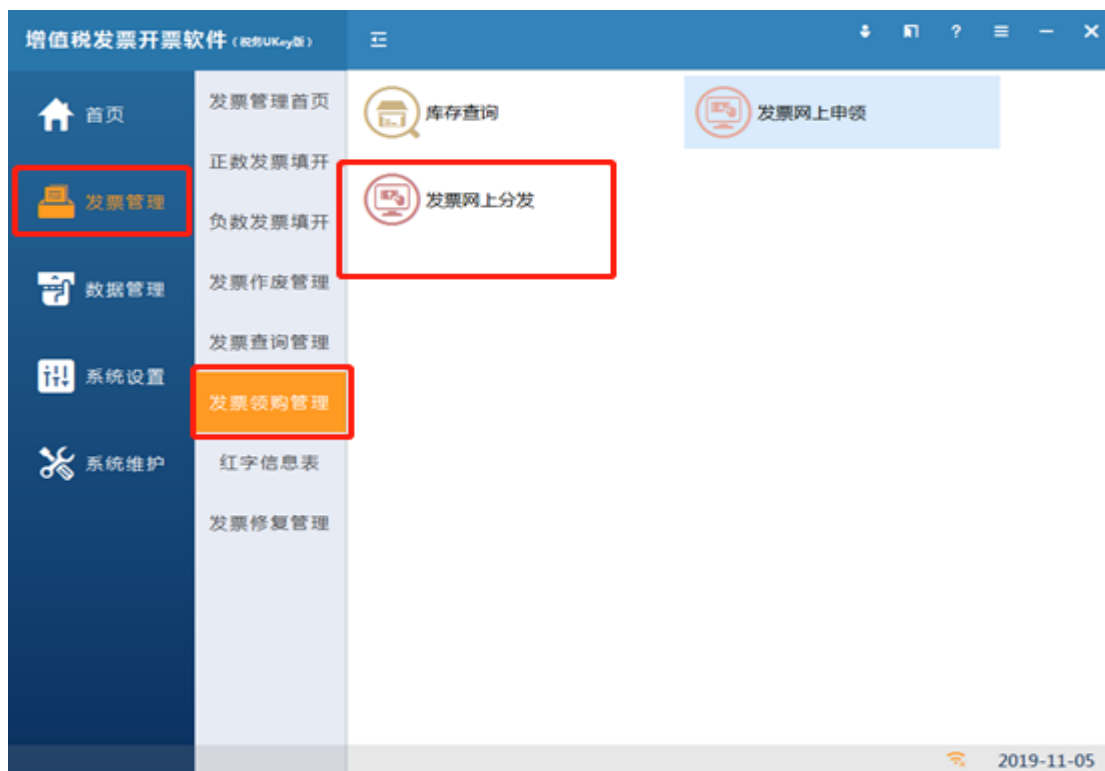 增值税发票开票软件（税务UKey版）
首页
发票管理
数据管理
系统设置
系统维护
发票管理首页
正数发票填开
负数发票填开
发票作废管理
发票查询管理
发票领购管理
红字信息表
发票修复管理
库存查询
发票网上申领
发票网上分发
2019-11-05